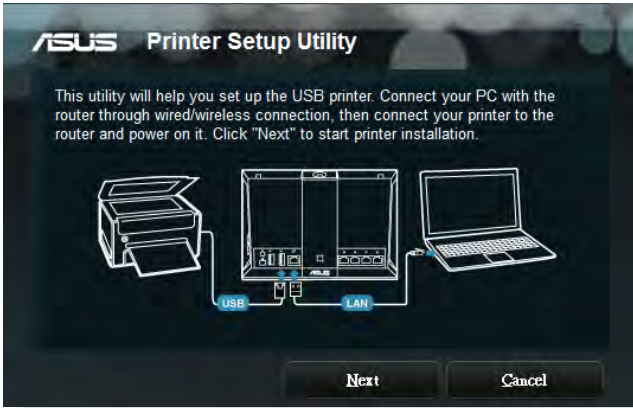 ASUS Printer Setup Utility
This utility will help you set up the USB printer. Connect your PC with the
router through wired/wireless connection, then connect your printer to the
router and power on it. Click "Next" to start printer installation.
ASUS
USB
LAN
Next Cancel